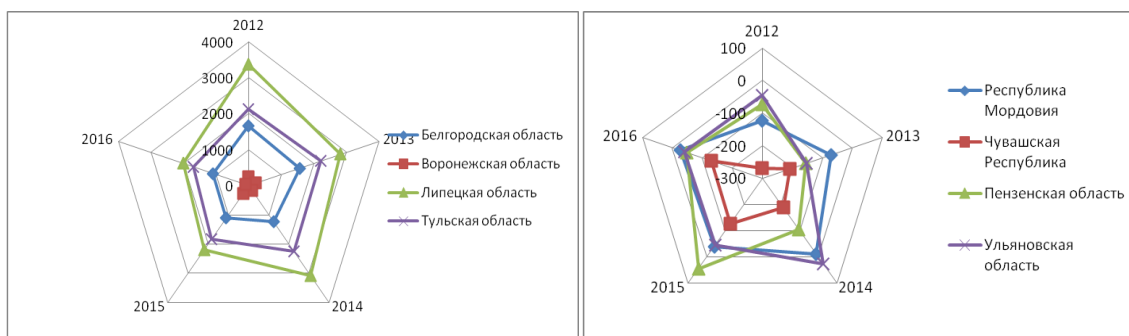 2012
4000
3000
2000
1000
0
2013
2014
2015
2016
Белгородская область
Воронежская область
Липецкая область
Тульская область
2012
100
0
-100
-200
-300
2013
2014
2015
2016
Республика
Мордовия
Чувашская
Республика
Пензенская область
Ульяновская
область